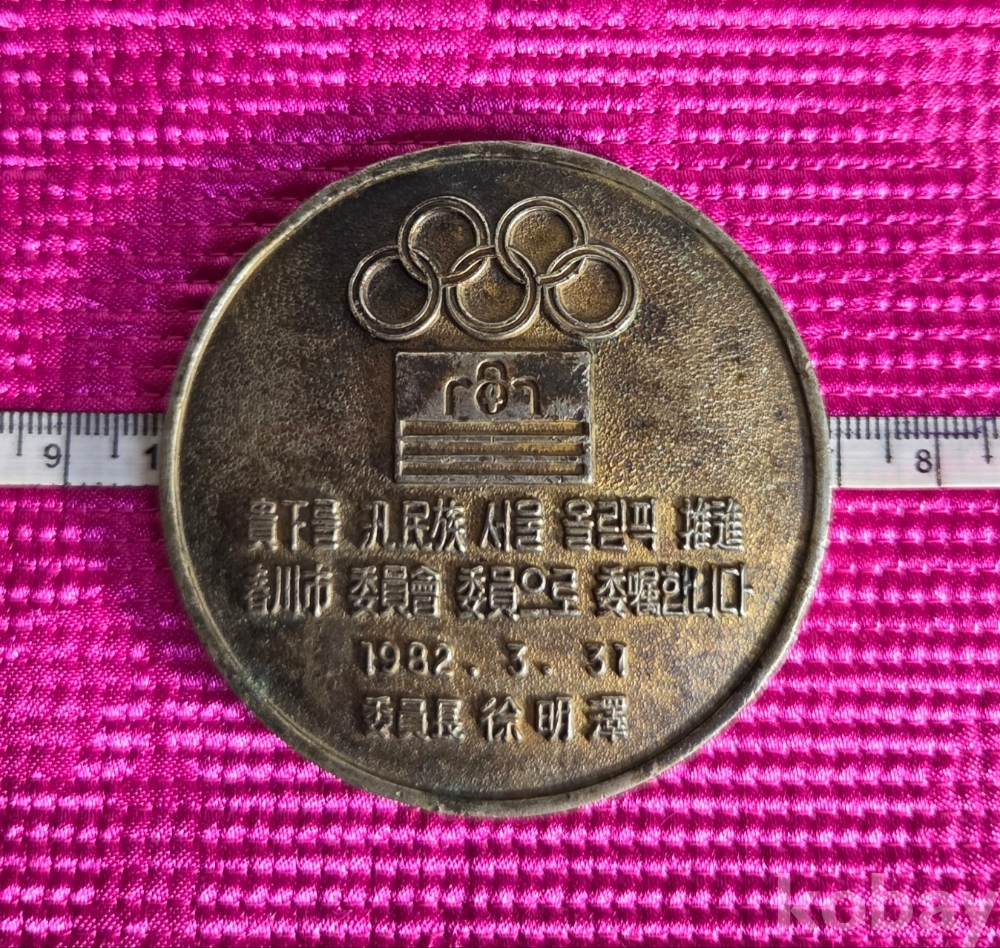 貴下를 汎民族 서울 올림픽 推進
春川市 委員會 委員으로 委囑합니다
1982. 3. 31
委員長 徐明澤
9 1
8
kobay